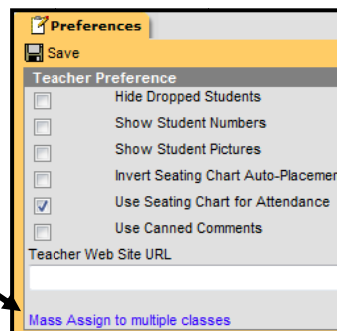 Preferences
Save
Teacher Preference
Hide Dropped Students
Show Student Numbers
Show Student Pictures
Invert Seating Chart Auto-Placemen
Use Seating Chart for Attendance
Use Canned Comments
Teacher Web Site URL
Mass Assign to multiple classes